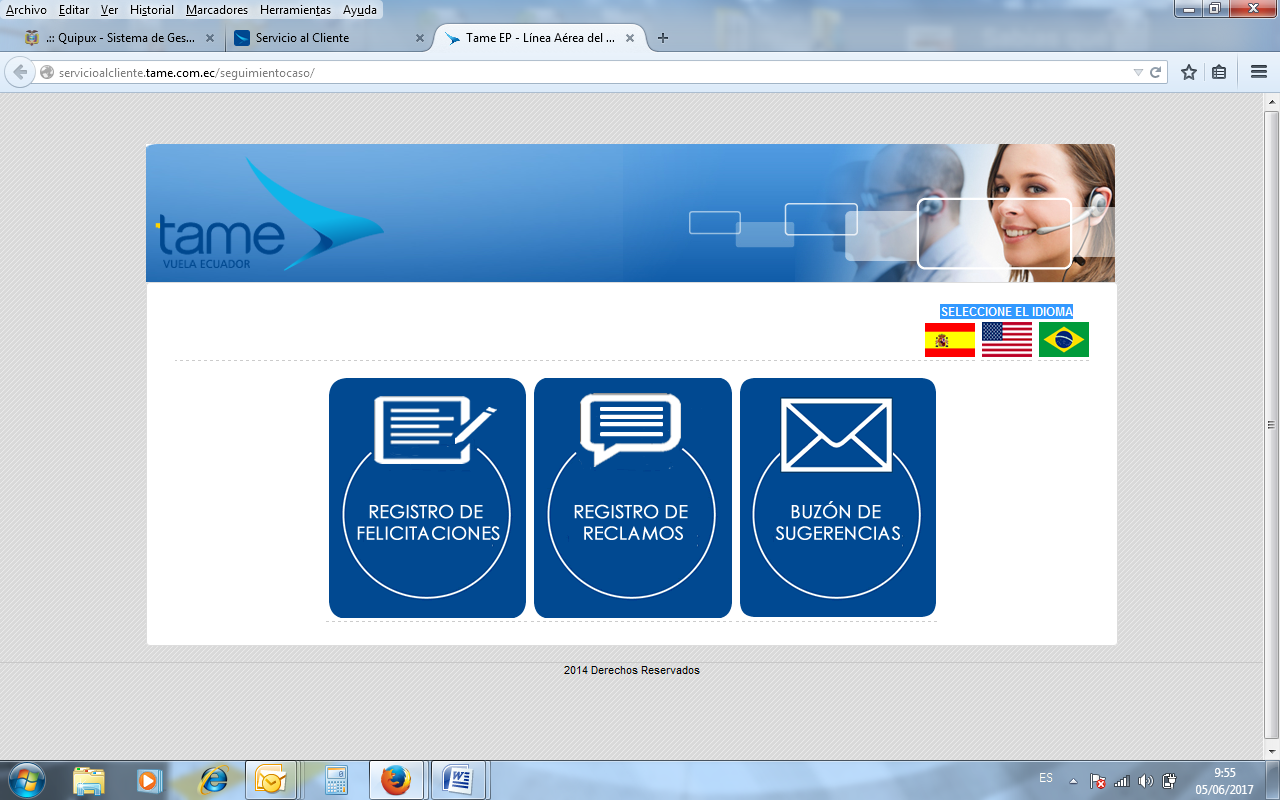 Archivo Editar Ver Historial Marcadores Herramientas Ayuda
.:: Quipux - Sistema de Ges... Servicio al Cliente Tame EP - Línea Aérea del ...
servicioalcliente.tame.com.ec/seguimientocaso/
tame
VUELA ECUADOR
SELECCIONE EL IDIOMA
REGISTRO DE
FELICITACIONES
REGISTRO DE
RECLAMOS
BUZÓN DE
SUGERENCIAS
2014 Derechos Reservados
ES
9:55
05/06/2017